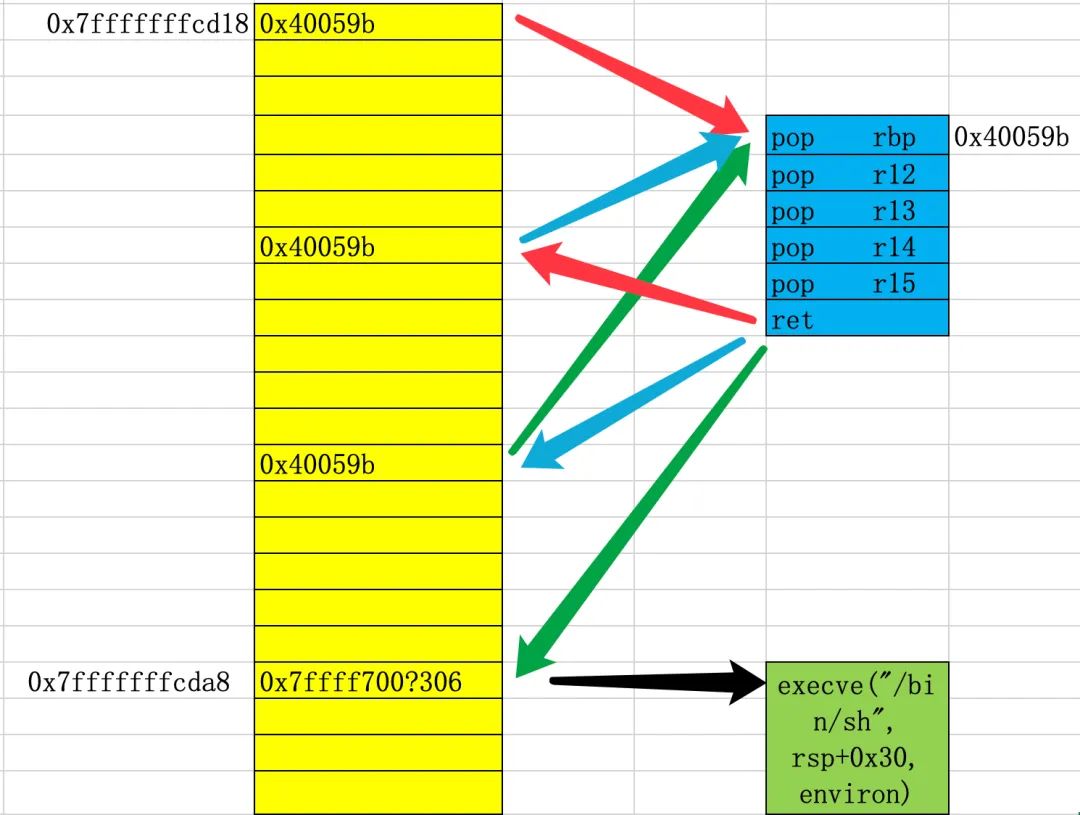 0x7fffffffcd18 0x40059b
pop rbp 0x40059b
pop r12
pop r13
0x40059b pop r14
pop r15
ret
0x40059b
0x7fffffffcda8 0x7ffff700?306 execve("/bi
n/sh",
rsp+0x30,
environ)